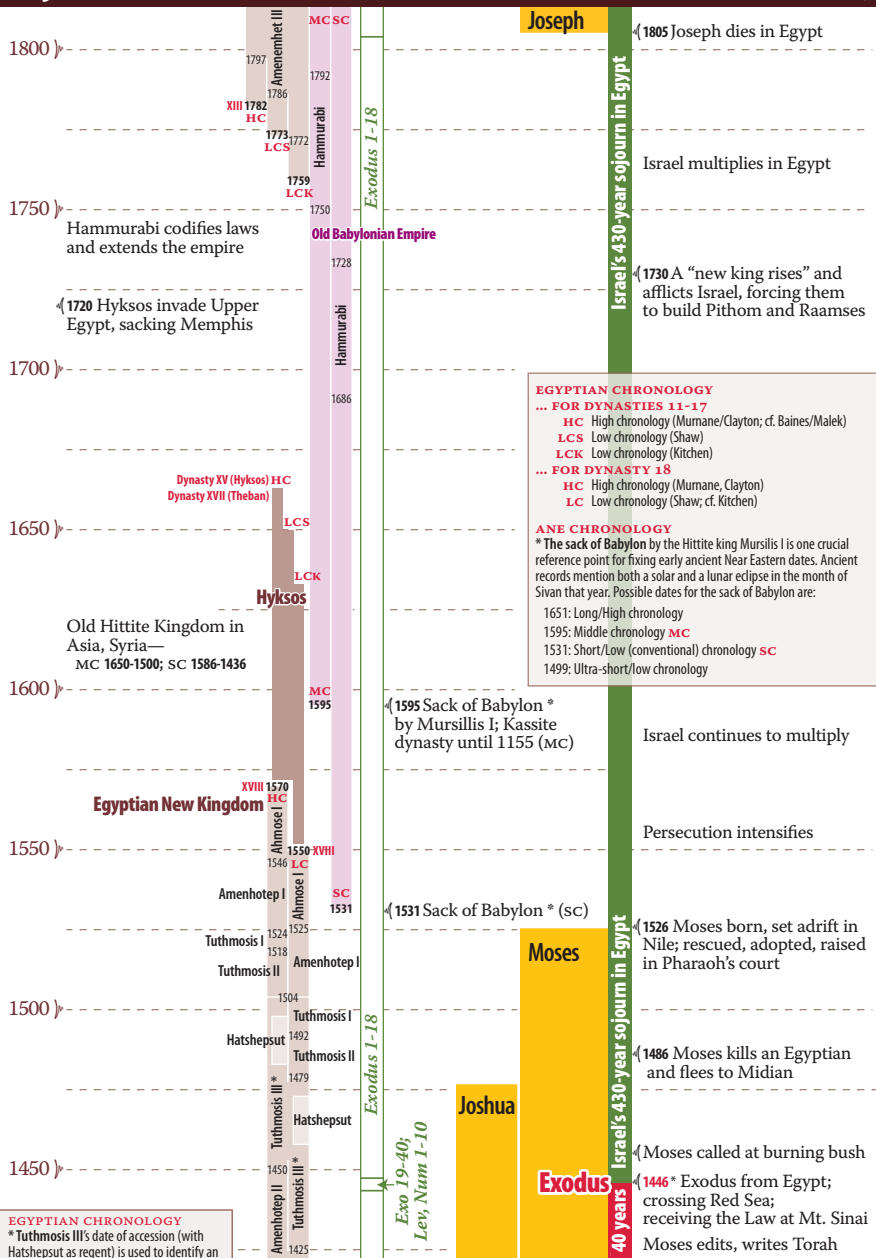 MC SC
Joseph
1805 Joseph dies in Egypt
1800
Amenemhet III
1797
1792
1786
XIII 1782
HC
1773
LCS
1772
Hammurabi
Exodus 1-18
Israel's 430-year sojourn in Egypt
Israel multiplies in Egypt
1759
LCK
1750
1750
Hammurabi codifies laws
and extends the empire
Old Babylonian Empire
1728
1730 A “new king rises” and
afflicts Israel, forcing them
to build Pithom and Raamses
1720 Hyksos invade Upper
Egypt, sacking Memphis
Hammurabi
1700
1686
EGYPTIAN CHRONOLOGY
... FOR DYNASTIES 11-17
HC High chronology (Murnane/Clayton; cf. Baines/Malek)
LCS Low chronology (Shaw)
LCK Low chronology (Kitchen)
... FOR DYNASTY 18
HC High chronology (Murnane, Clayton)
LC Low chronology (Shaw; cf. Kitchen)
ANE CHRONOLOGY
* The sack of Babylon by the Hittite king Mursilis I is one crucial
reference point for fixing early ancient Near Eastern dates. Ancient
records mention both a solar and a lunar eclipse in the month of
Sivan that year. Possible dates for the sack of Babylon are:
1651: Long/High chronology
1595: Middle chronology MC
1531: Short/Low (conventional) chronology SC
1499: Ultra-short/low chronology
Dynasty XV (Hyksos) HC
Dynasty XVII (Theban)
LCS
1650
LCK
Hyksos
Old Hittite Kingdom in
Asia, Syria—
MC 1650-1500; SC 1586-1436
1600
MC
1595
1595 Sack of Babylon *
by Mursillis I; Kassite
dynasty until 1155 (MC)
Israel continues to multiply
XVIII 1570
HC
Egyptian New Kingdom
Ahmose I
Persecution intensifies
1550
1550 XVIII
1546 LC
Ahmose I
Amenhotep I
SC
1531
1531 Sack of Babylon * (SC)
1526 Moses born, set adrift in
Nile; rescued, adopted, raised
in Pharaoh's court
Moses
Israel's 430-year sojourn in Egypt
Tuthmosis I
1524
1525
1518
Tuthmosis II
Amenhotep I
1504
1500
Tuthmosis I
Hatshepsut
1492
Tuthmosis II
Exodus 1-18
1486 Moses kills an Egyptian
and flees to Midian
1479
Tuthmosis III *
Hatshepsut
Joshua
Exo 19-40;
Lev, Num 1-10
Moses called at burning bush
1450
1450
Tuthmosis III *
Amenhotep II
Exodus
1446 * Exodus from Egypt;
crossing Red Sea;
receiving the Law at Mt. Sinai
40 years
Moses edits, writes Torah
1425
EGYPTIAN CHRONOLOGY
* Tuthmosis III's date of accession (with
Hatshepsut as regent) is used to identify an